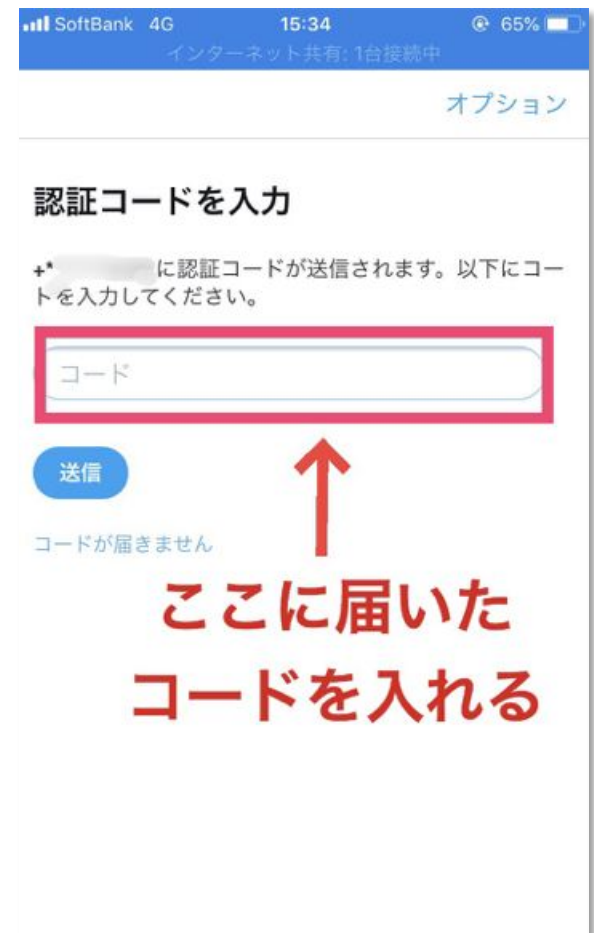 SoftBank 4G 15:34 65%
インターネット共有: 1台接続中
オプション
認証コードを入力
+* に認証コードが送信されます。以下にコー
トを入力してください。
コード
送信
コードが届きません
ここに届いた
コードを入れる